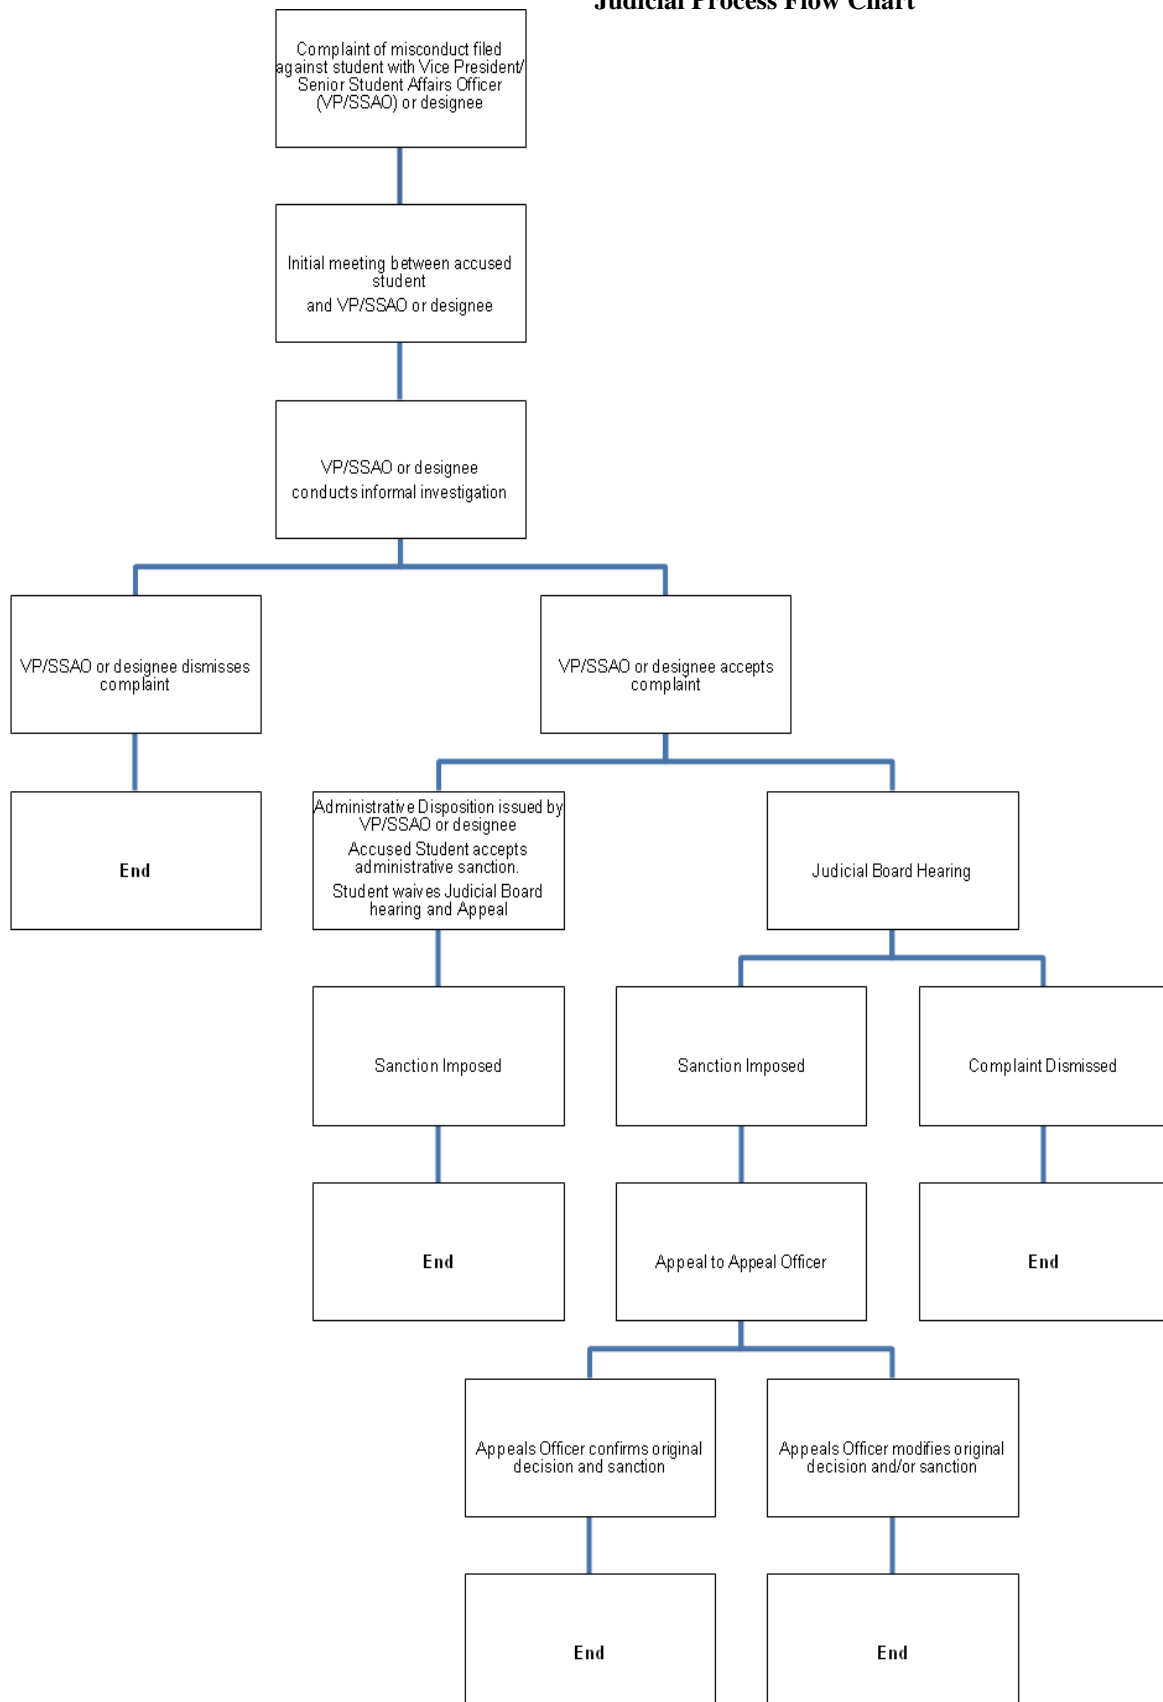 Judicial Process Flow Chart
Complaint of misconduct filed
against student with Vice President/
Senior Student Affairs Officer
(VP/SSAO) or designee
Initial meeting between accused
student
and VP/SSAO or designee
VP/SSAO or designee
conducts informal investigation
VP/SSAO or designee dismisses
complaint
VP/SSAO or designee accepts
complaint
End
Administrative Disposition issued by
VP/SSAO or designee
Accused Student accepts
administrative sanction.
Student waives Judicial Board
hearing and Appeal
Judicial Board Hearing
Sanction Imposed
Sanction Imposed
Complaint Dismissed
End
Appeal to Appeal Officer
End
Appeals Officer confirms original
decision and sanction
Appeals Officer modifies original
decision and/or sanction
End
End